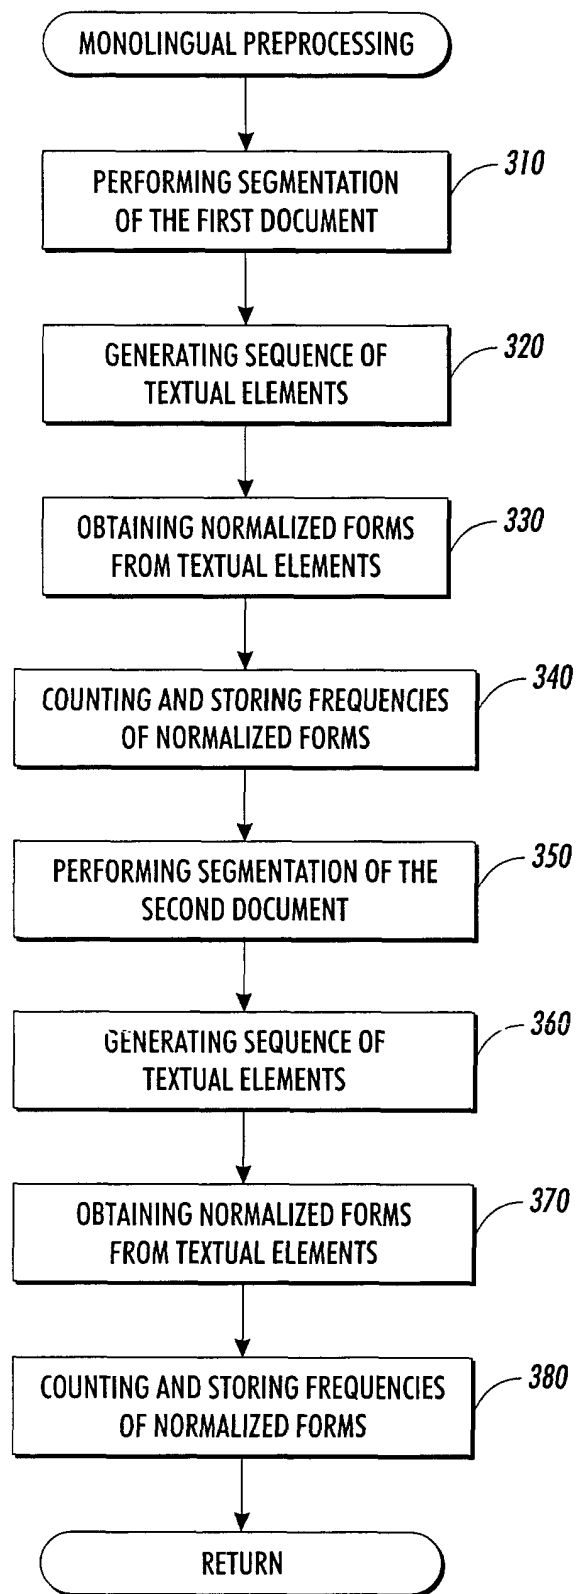 MONOLINGUAL PREPROCESSING
310
PERFORMING SEGMENTATION
OF THE FIRST DOCUMENT
320
GENERATING SEQUENCE OF
TEXTUAL ELEMENTS
330
OBTAINING NORMALIZED FORMS
FROM TEXTUAL ELEMENTS
340
COUNTING AND STORING FREQUENCIES
OF NORMALIZED FORMS
350
PERFORMING SEGMENTATION OF THE
SECOND DOCUMENT
360
GENERATING SEQUENCE OF
TEXTUAL ELEMENTS
370
OBTAINING NORMALIZED FORMS
FROM TEXTUAL ELEMENTS
380
COUNTING AND STORING FREQUENCIES
OF NORMALIZED FORMS
RETURN